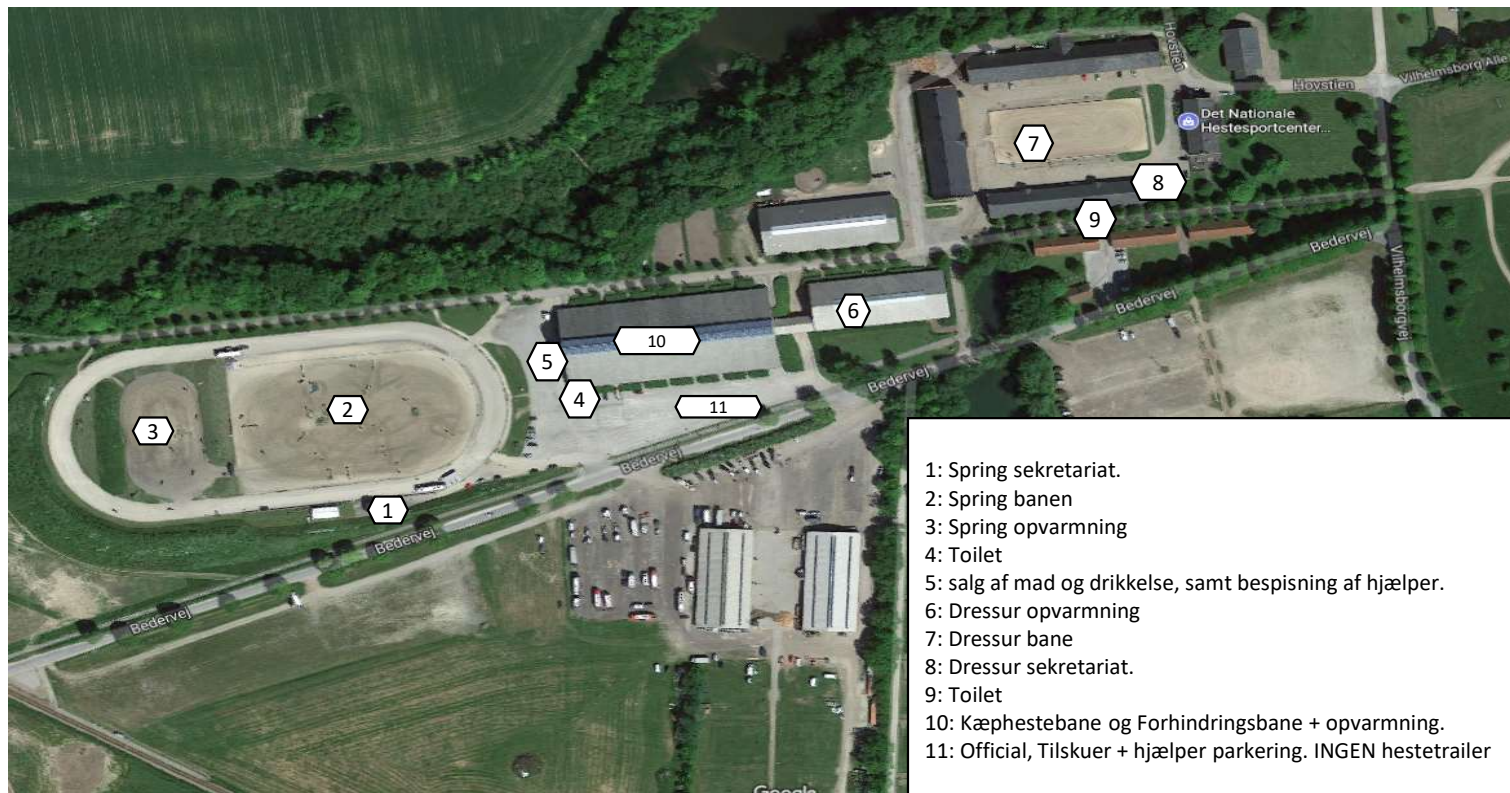 Hovstien
Hovstien
Vilhelmsborg Alle
Det Nationale
Hestesportcenter...
7
8
9
Bedervej
Bedervej
Vilhelmsborgvej
6
10
5
Bedervej
4
11
2
3
Bedervej
1
Bedervej
Bedervej
Google
1: Spring sekretariat.
2: Spring banen
3: Spring opvarmning
4: Toilet
5: salg af mad og drikkelse, samt bespisning af hjælper.
6: Dressur opvarmning
7: Dressur bane
8: Dressur sekretariat.
9: Toilet
10: Kæphestebane og Forhindringsbane + opvarmning.
11: Official, Tilskuer + hjælper parkering. INGEN hestetrailer